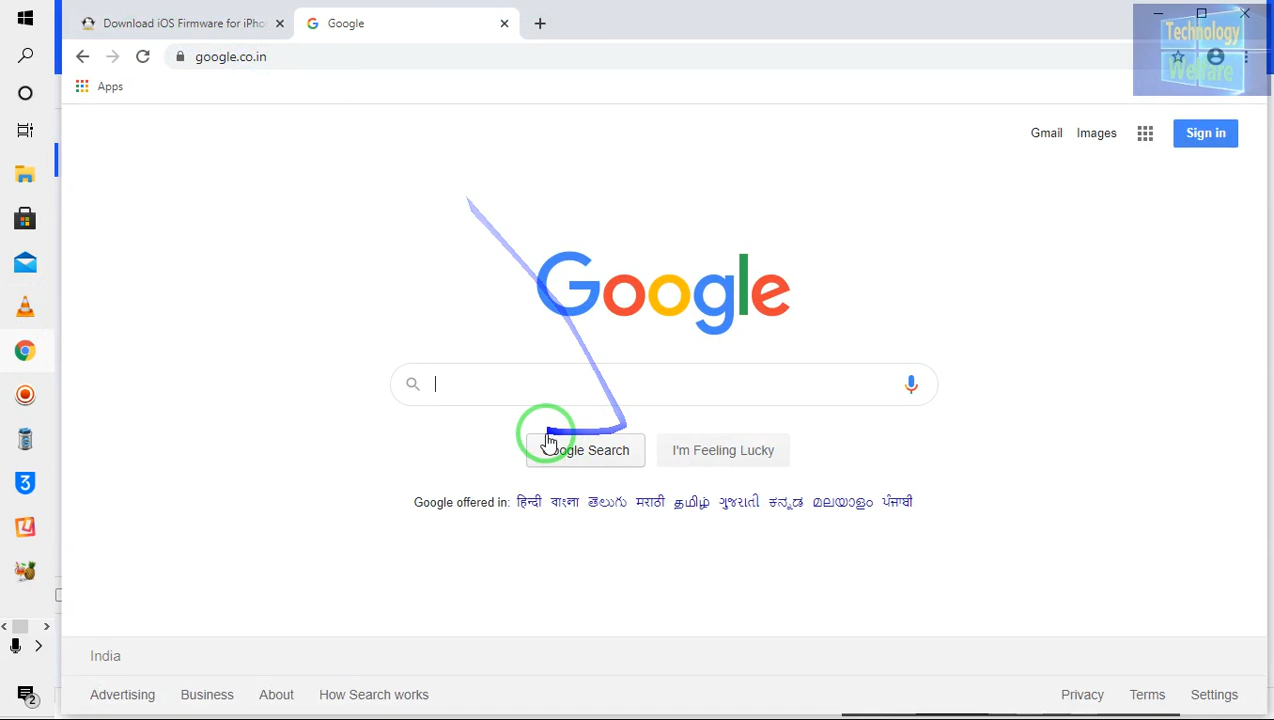 Download iOS Firmware for iPho
Google
Technology
Welfare
google.co.in
Apps
Gmail
Images
Sign in
Google
Google Search
I'm Feeling Lucky
Google offered in: हिन्दी বাংলা తెలుగు मराठी தமிழ் ગુજરાતી ಕನ್ನಡ മലയാളം ਪੰਜਾਬੀ
India
Advertising
Business
About
How Search works
Privacy
Terms
Settings
3
2